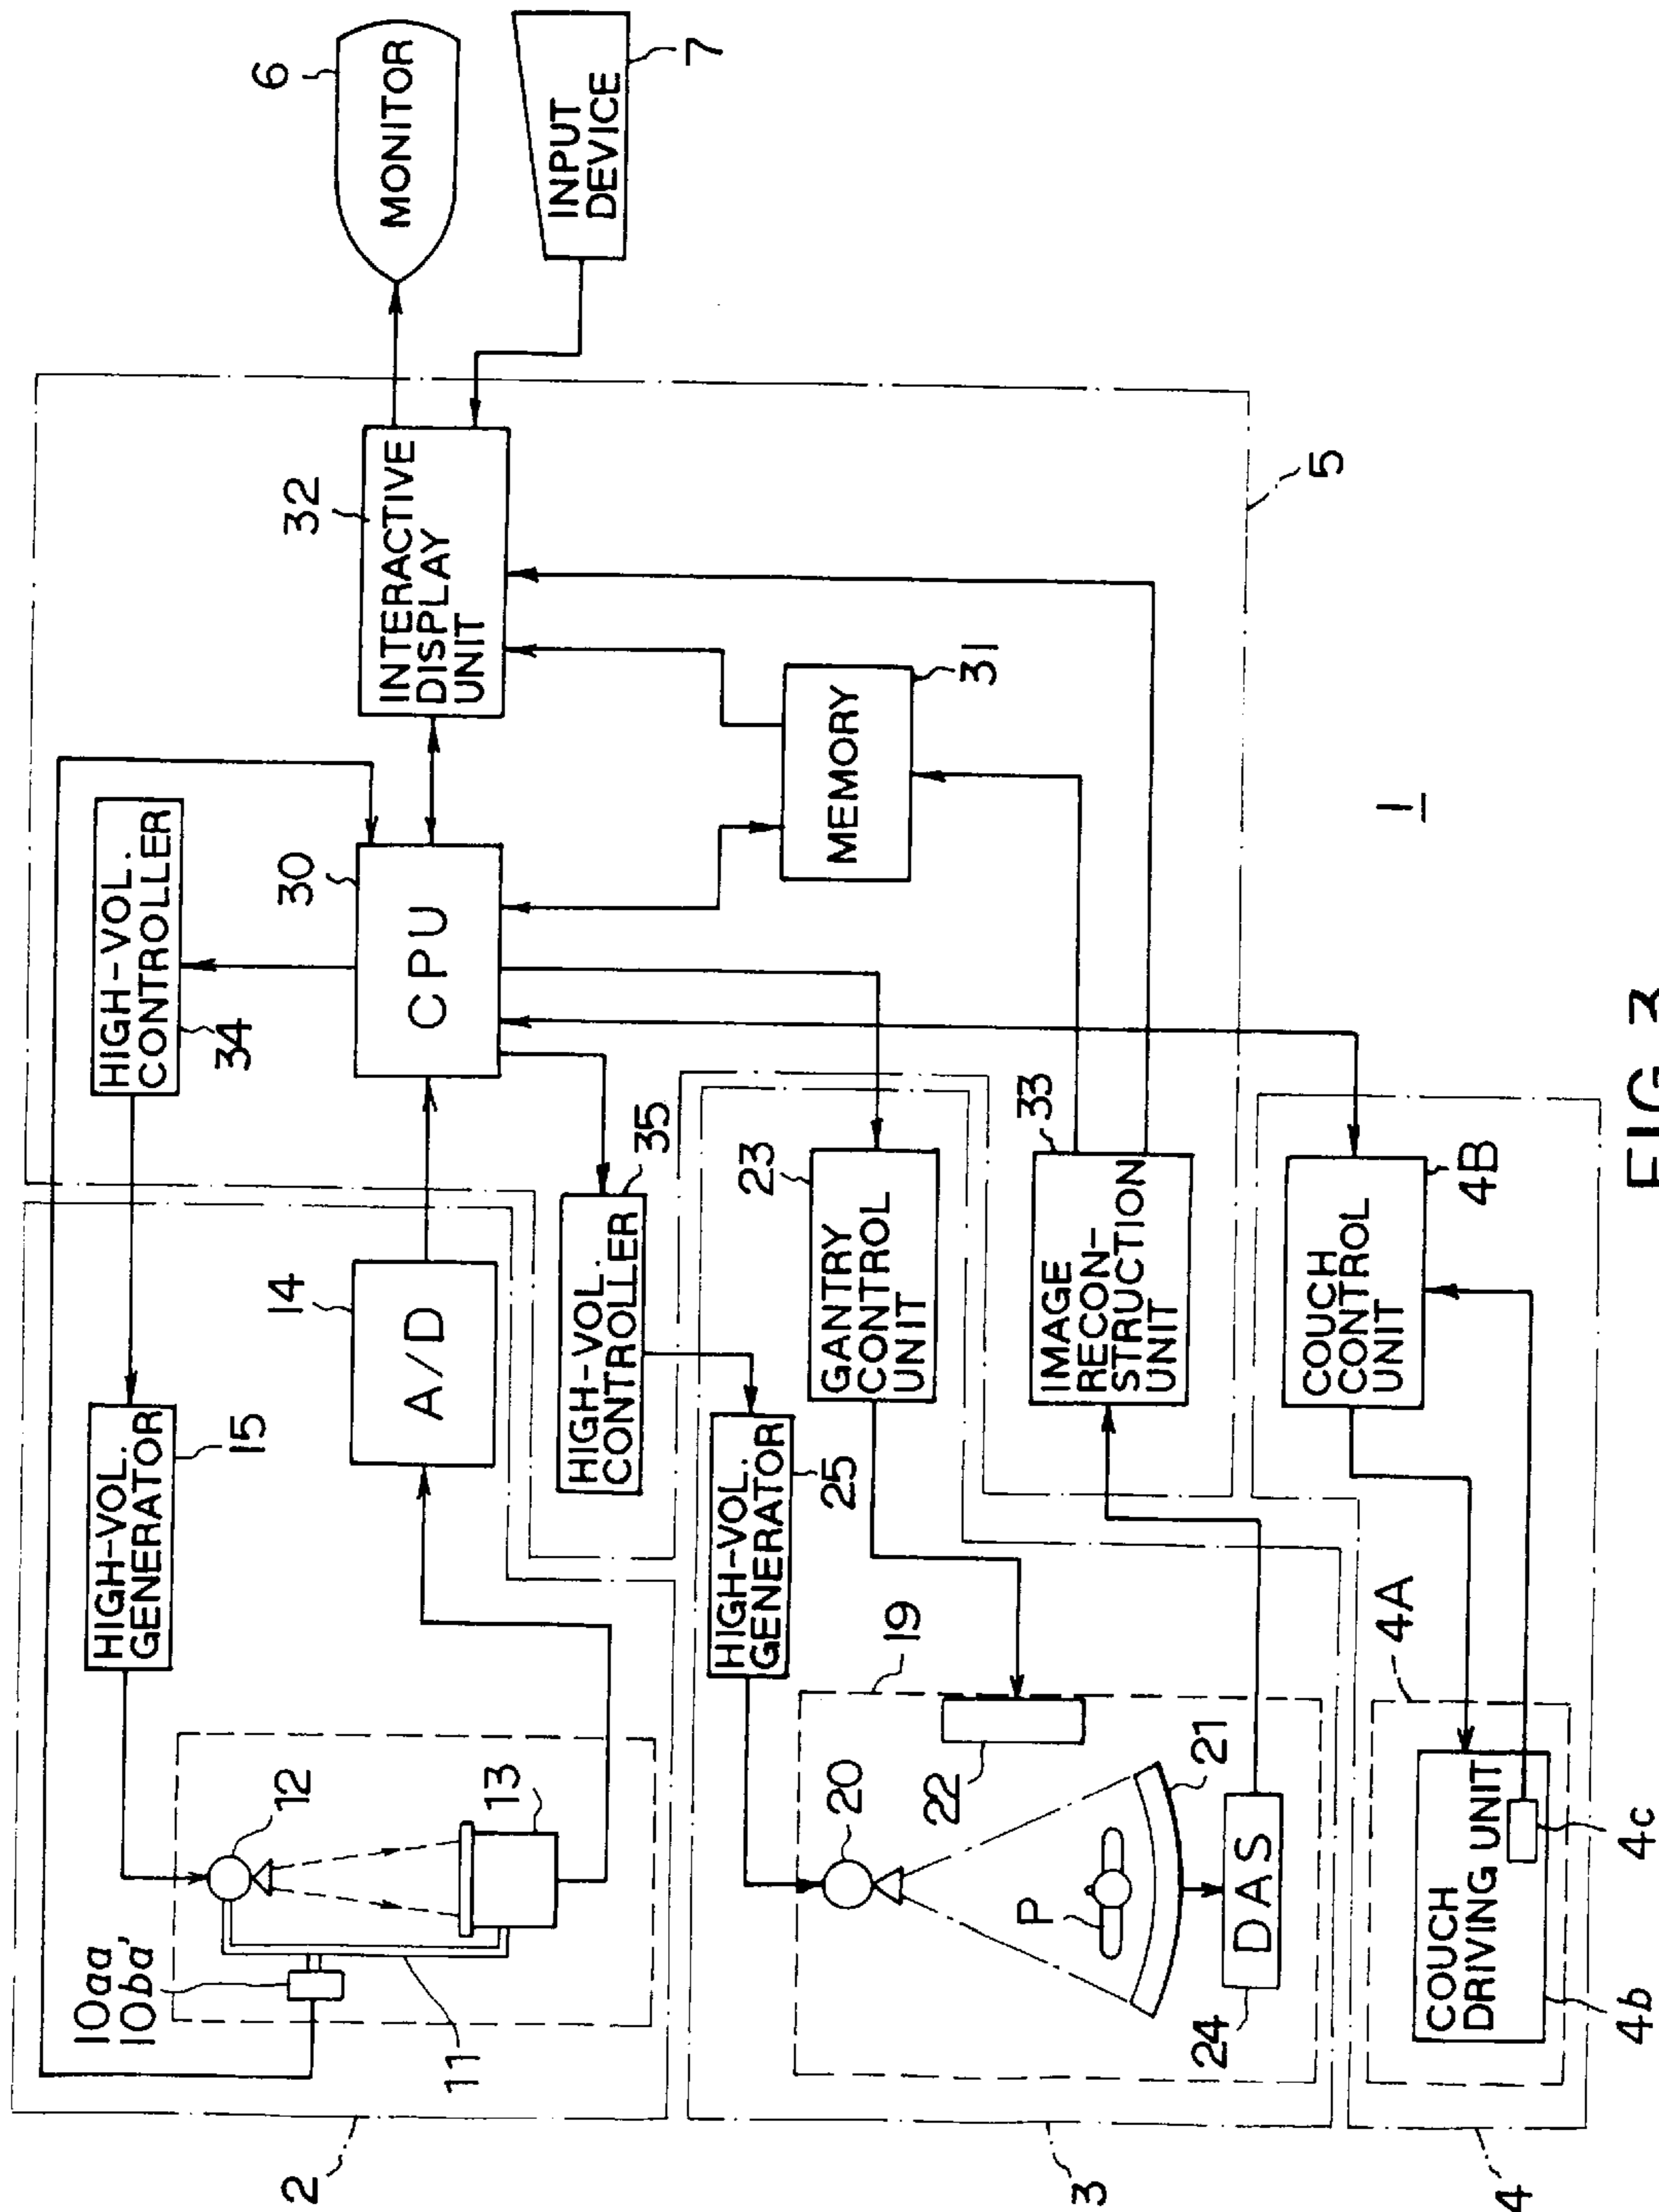 6
MONITOR
INPUT
DEVICE
7
32
INTERACTIVE
DISPLAY
UNIT
5
HIGH-VOL.
CONTROLLER
34
30
CPU
MEMORY
31
1
HIGH-VOL.
GENERATOR
15
14
A/D
HIGH-VOL.
CONTROLLER
35
23
GANTRY
CONTROL
UNIT
33
IMAGE
RECON-
STRUCTION
UNIT
COUCH
CONTROL
UNIT
4B
HIGH-VOL.
GENERATOR
25
10aa
10ba'
12
13
11
2
19
20
22
21
P
DAS
24
3
4A
COUCH
DRIVING UNIT
4c
4b
4
FIG. 3